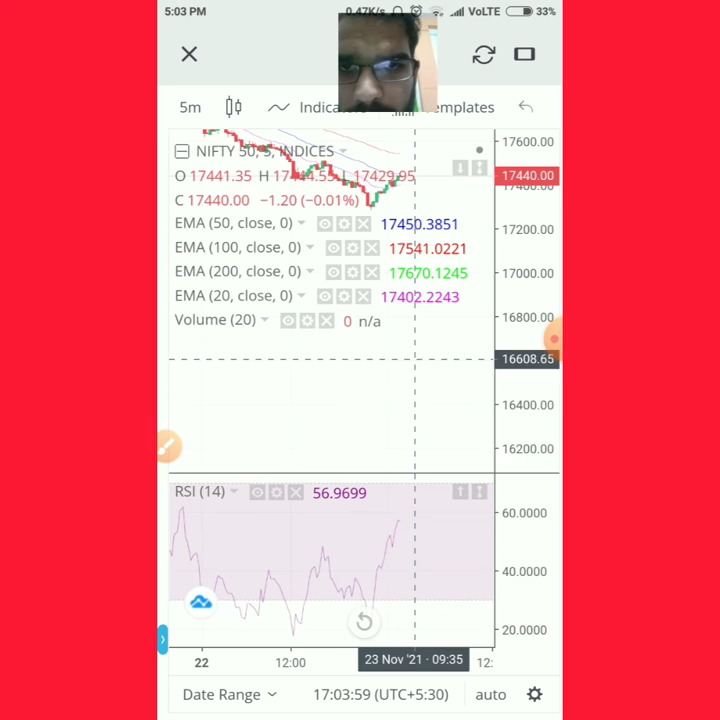 5:03 PM 0.47K/s VoLTE 33%
5m Indica emplates
NIFTY 50, 5, INDICES
O 17441.35 H 17444.55 L 17429.95
C 17440.00 −1.20 (−0.01%)
EMA (50, close, 0) 17450.3851
EMA (100, close, 0) 17541.0221
EMA (200, close, 0) 17670.1245
EMA (20, close, 0) 17402.2243
Volume (20) 0 n/a
17600.00
17440.00
17400.00
17200.00
17000.00
16800.00
16608.65
16400.00
16200.00
RSI (14) 56.9699
60.0000
40.0000
20.0000
22 12:00 23 Nov '21 · 09:35 12:
Date Range 17:03:59 (UTC+5:30) auto